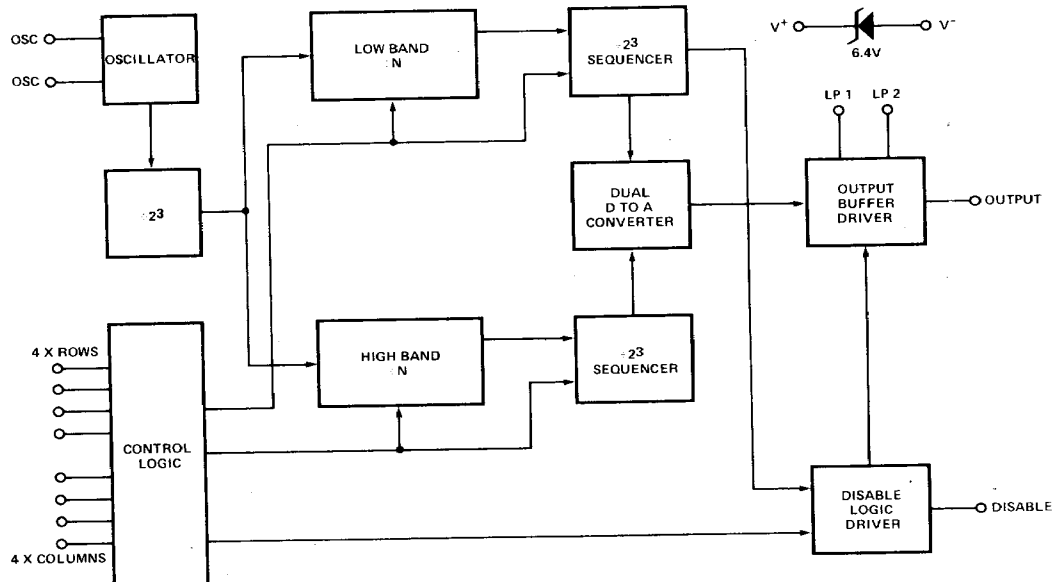 OSC
OSC
OSCILLATOR
÷2³
LOW BAND
÷N
÷2³
SEQUENCER
V⁺
6.4V
V⁻
LP 1
LP 2
DUAL
D TO A
CONVERTER
OUTPUT
BUFFER
DRIVER
OUTPUT
HIGH BAND
÷N
÷2³
SEQUENCER
4 X ROWS
CONTROL
LOGIC
4 X COLUMNS
DISABLE
LOGIC
DRIVER
DISABLE